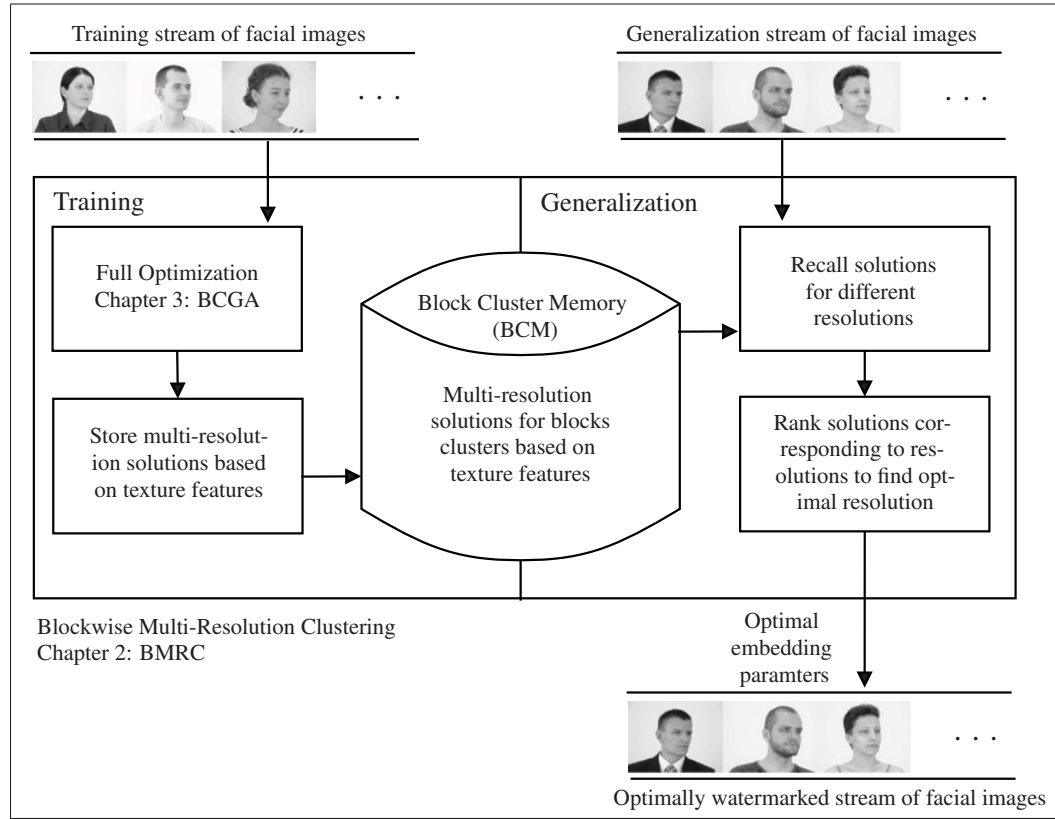 Training stream of facial images
. . .
Generalization stream of facial images
. . .
Training
Generalization
Full Optimization
Chapter 3: BCGA
Store multi-resolut-
ion solutions based
on texture features
Block Cluster Memory
(BCM)
Multi-resolution
solutions for blocks
clusters based on
texture features
Recall solutions
for different
resolutions
Rank solutions cor-
responding to res-
olutions to find opt-
imal resolution
Blockwise Multi-Resolution Clustering
Chapter 2: BMRC
Optimal
embedding
paramters
. . .
Optimally watermarked stream of facial images